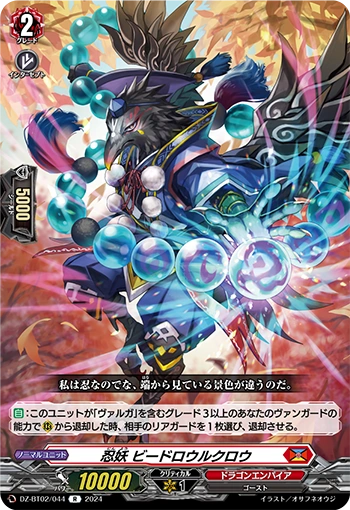 2
グレード
インターセプト
シールド
5000
私は忍なのでな、端から見ている景色が違うのだ。
自:このユニットが「ヴァルガ」を含むグレード3以上のあなたのヴァンガードの
能力で(R)から退却した時、相手のリアガードを1枚選び、退却させる。
ノーマルユニット
忍妖 ビードロウルクロウ
パワー
10000
クリティカル
1
ドラゴンエンパイア
ゴースト
DZ-BT02/044 R 2024
イラスト/オサフネオウジ